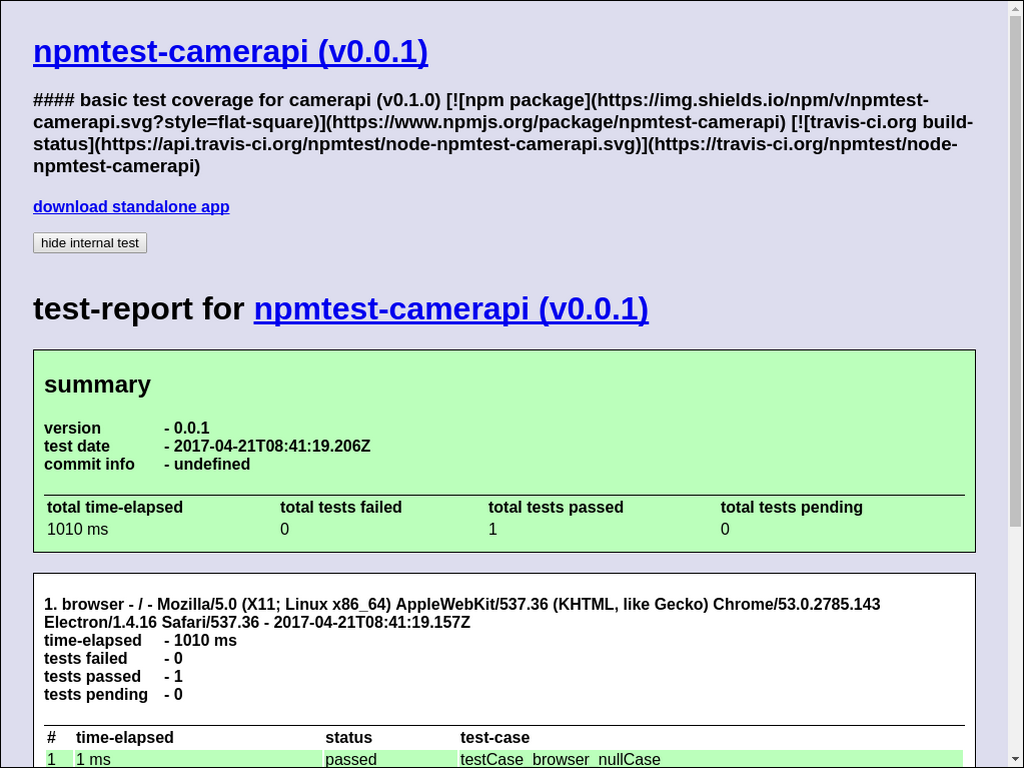 npmtest-camerapi (v0.0.1)
#### basic test coverage for camerapi (v0.1.0) [![npm package](https://img.shields.io/npm/v/npmtest-
camerapi.svg?style=flat-square)](https://www.npmjs.org/package/npmtest-camerapi) [![travis-ci.org build-
status](https://api.travis-ci.org/npmtest/node-npmtest-camerapi.svg)](https://travis-ci.org/npmtest/node-
npmtest-camerapi)
download standalone app
hide internal test
test-report for npmtest-camerapi (v0.0.1)
summary
version - 0.0.1
test date - 2017-04-21T08:41:19.206Z
commit info - undefined
total time-elapsed total tests failed total tests passed total tests pending
1010 ms 0 1 0
1. browser - / - Mozilla/5.0 (X11; Linux x86_64) AppleWebKit/537.36 (KHTML, like Gecko) Chrome/53.0.2785.143
Electron/1.4.16 Safari/537.36 - 2017-04-21T08:41:19.157Z
time-elapsed - 1010 ms
tests failed - 0
tests passed - 1
tests pending - 0
# time-elapsed status test-case
1 1 ms passed testCase_browser_nullCase